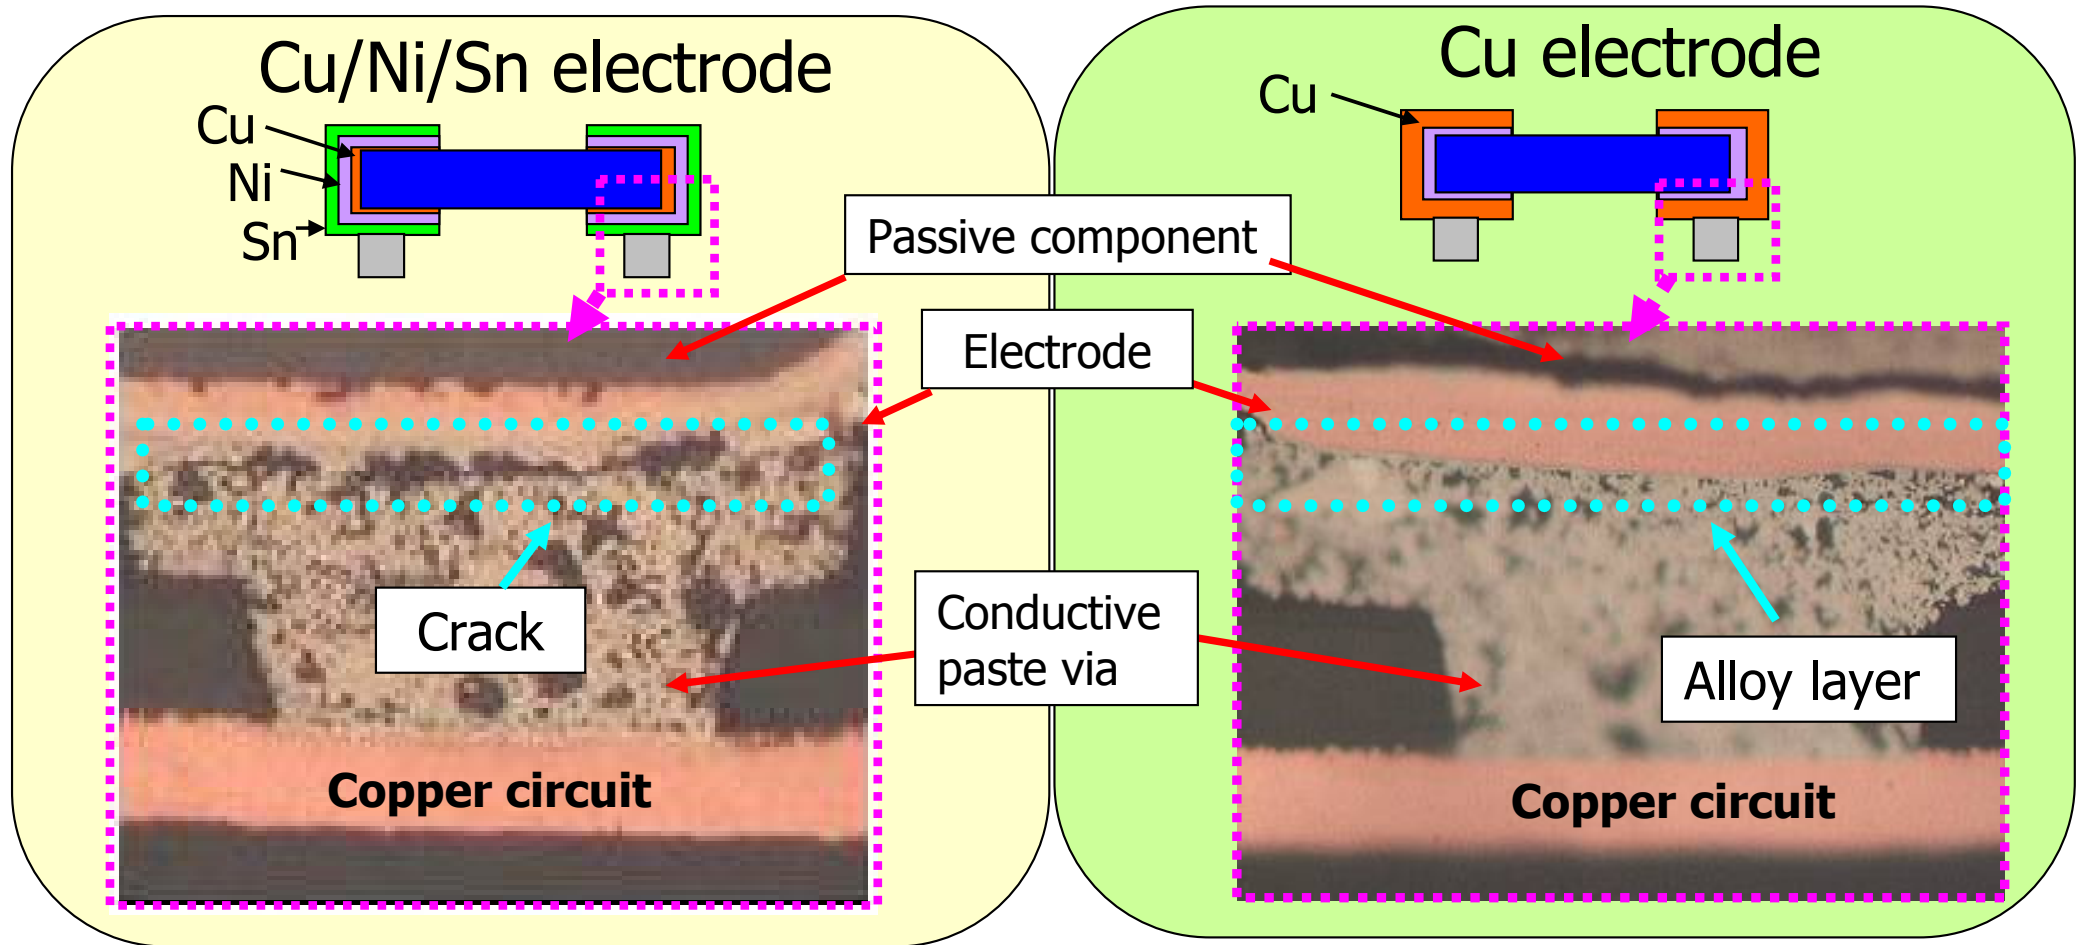 Cu/Ni/Sn electrode
Cu
Ni
Sn
Cu electrode
Cu
Passive component
Electrode
Crack
Conductive
paste via
Alloy layer
Copper circuit
Copper circuit